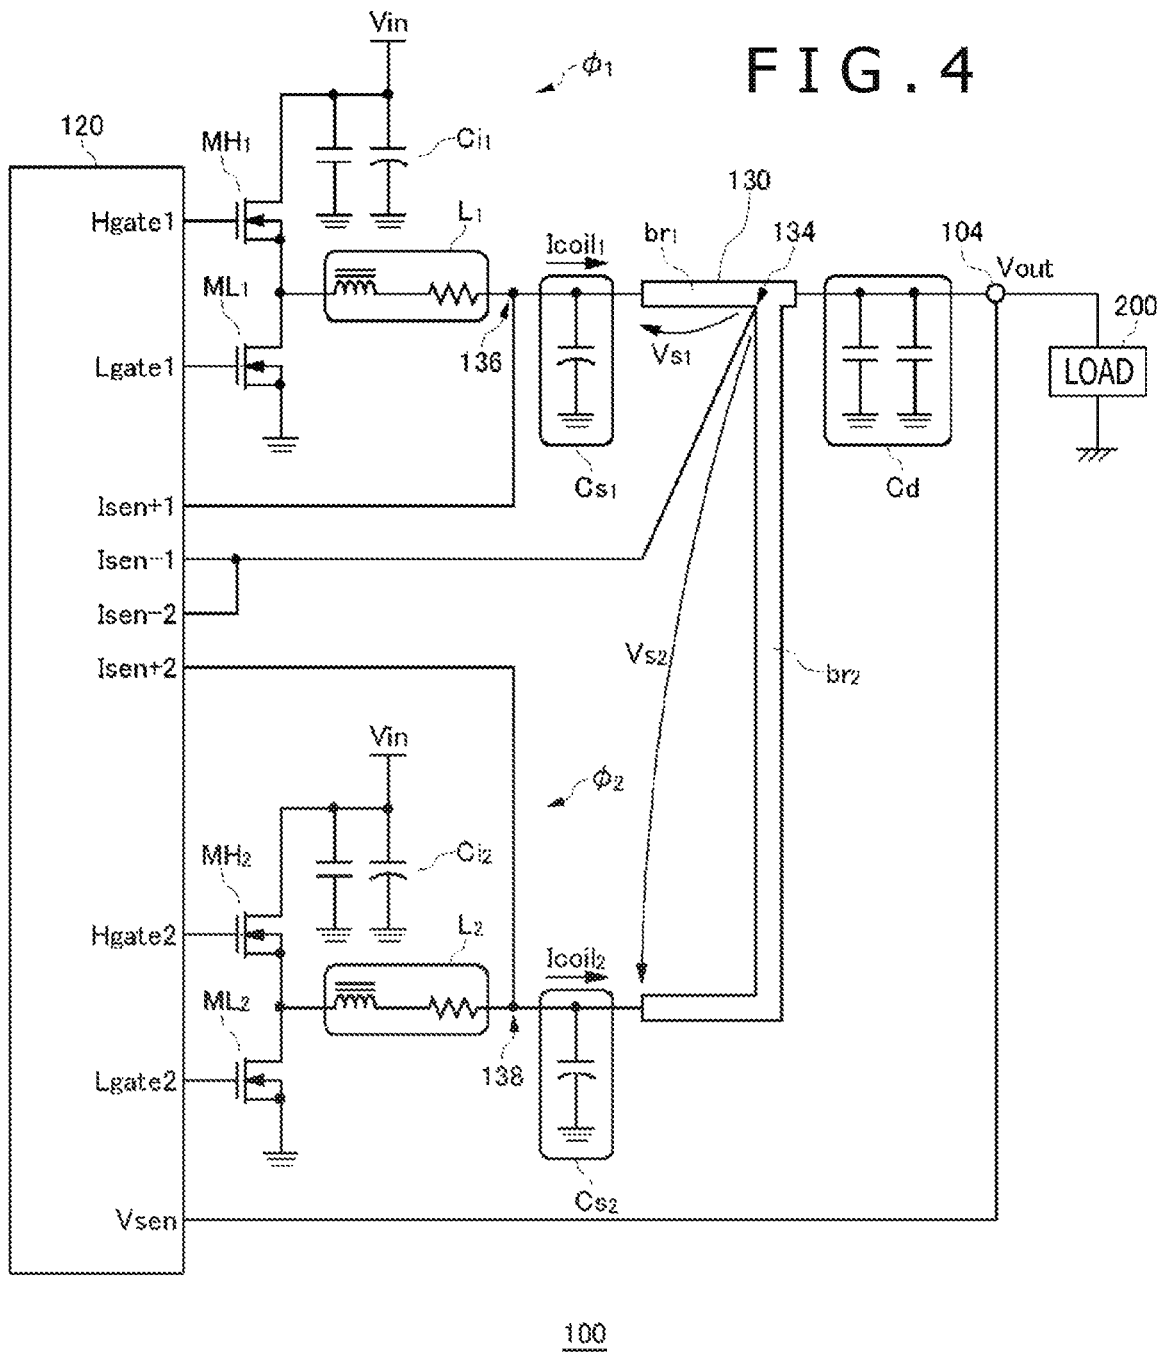 FIG.4
Vin
ϕ1
120
MH1
Ci1
Hgate1
L1
130
Icoil1
br1
134
104
Vout
ML1
200
136
Vs1
Lgate1
LOAD
Cs1
Cd
Isen+1
Isen-1
Isen-2
Vs2
Isen+2
br2
Vin
ϕ2
MH2
Ci2
Hgate2
L2
Icoil2
ML2
138
Lgate2
Cs2
Vsen
100